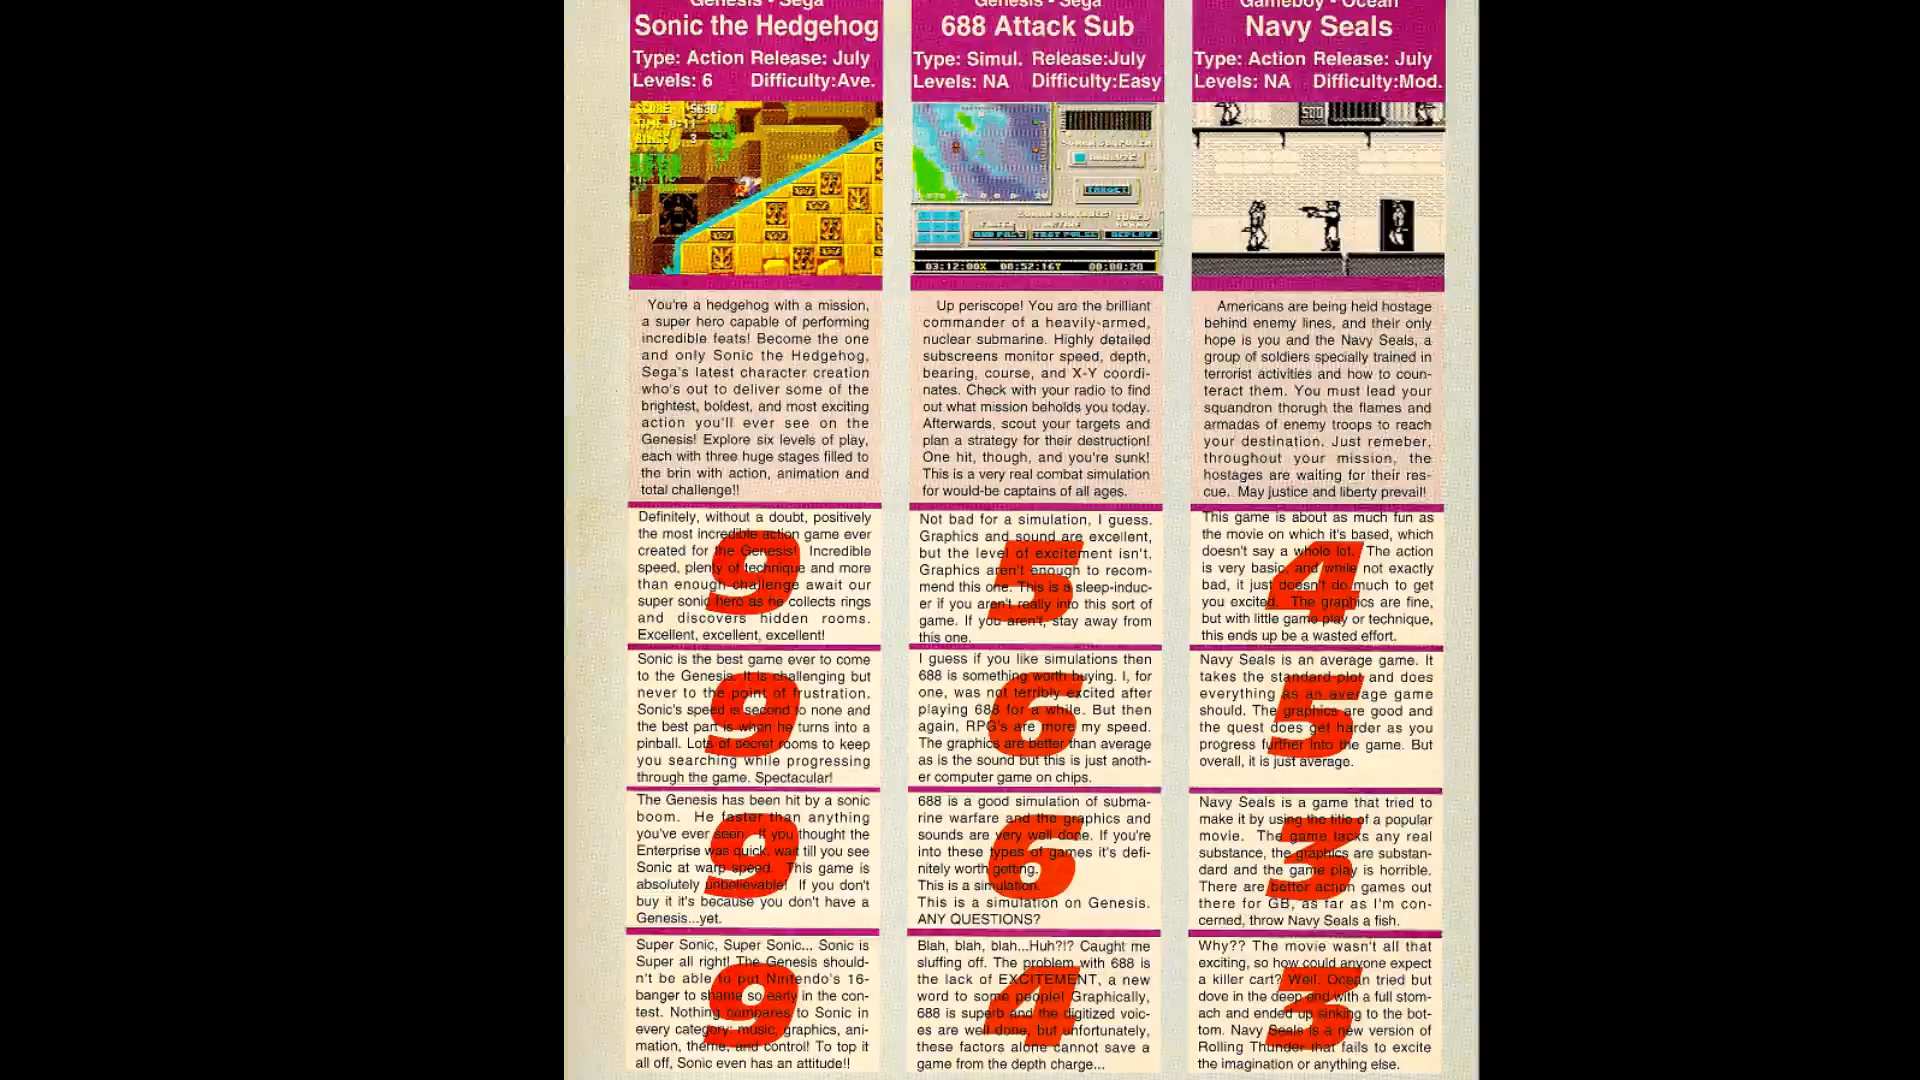 Genesis - Sega
Sonic the Hedgehog
Type: Action Release: July
Levels: 6 Difficulty:Ave.
SCORE 5630
You're a hedgehog with a mission,
a super hero capable of performing
incredible feats! Become the one
and only Sonic the Hedgehog,
Sega's latest character creation
who's out to deliver some of the
brightest, boldest, and most exciting
action you'll ever see on the
Genesis! Explore six levels of play,
each with three huge stages filled to
the brin with action, animation and
total challenge!!
Definitely, without a doubt, positively
the most incredible action game ever
created for the Genesis! Incredible
speed, plenty of technique and more
than enough challenge await our
super sonic hero as he collects rings
and discovers hidden rooms.
Excellent, excellent, excellent!
9
Sonic is the best game ever to come
to the Genesis. It is challenging but
never to the point of frustration.
Sonic's speed is second to none and
the best part is when he turns into a
pinball. Lots of secret rooms to keep
you searching while progressing
through the game. Spectacular!
9
The Genesis has been hit by a sonic
boom. He faster than anything
you've ever seen. If you thought the
Enterprise was quick, wait till you see
Sonic at warp speed. This game is
absolutely unbelievable! If you don't
buy it it's because you don't have a
Genesis...yet.
9
Super Sonic, Super Sonic... Sonic is
Super all right! The Genesis should-
n't be able to put Nintendo's 16-
banger to shame so early in the con-
test. Nothing compares to Sonic in
every category: music, graphics, ani-
mation, theme, and control! To top it
all off, Sonic even has an attitude!!
9
Genesis - Sega
688 Attack Sub
Type: Simul. Release:July
Levels: NA Difficulty:Easy
TARGET
03:12:00X 00:52:16Y 00:00:20
Up periscope! You are the brilliant
commander of a heavily-armed,
nuclear submarine. Highly detailed
subscreens monitor speed, depth,
bearing, course, and X-Y coordi-
nates. Check with your radio to find
out what mission beholds you today.
Afterwards, scout your targets and
plan a strategy for their destruction!
One hit, though, and you're sunk!
This is a very real combat simulation
for would-be captains of all ages.
Not bad for a simulation, I guess.
Graphics and sound are excellent,
but the level of excitement isn't.
Graphics aren't enough to recom-
mend this one. This is a sleep-induc-
er if you aren't really into this sort of
game. If you aren't, stay away from
this one.
5
I guess if you like simulations then
688 is something worth buying. I, for
one, was not terribly excited after
playing 688 for a while. But then
again, RPG's are more my speed.
The graphics are better than average
as is the sound but this is just anoth-
er computer game on chips.
6
688 is a good simulation of subma-
rine warfare and the graphics and
sounds are very well done. If you're
into these types of games it's defi-
nitely worth getting.
This is a simulation.
This is a simulation on Genesis.
ANY QUESTIONS?
6
Blah, blah, blah...Huh?!? Caught me
sluffing off. The problem with 688 is
the lack of EXCITEMENT, a new
word to some people! Graphically,
688 is superb and the digitized voic-
es are well done, but unfortunately,
these factors alone cannot save a
game from the depth charge...
4
Gameboy - Ocean
Navy Seals
Type: Action Release: July
Levels: NA Difficulty:Mod.
Americans are being held hostage
behind enemy lines, and their only
hope is you and the Navy Seals, a
group of soldiers specially trained in
terrorist activities and how to coun-
teract them. You must lead your
squandron thorugh the flames and
armadas of enemy troops to reach
your destination. Just remeber,
throughout your mission, the
hostages are waiting for their res-
cue. May justice and liberty prevail!
This game is about as much fun as
the movie on which it's based, which
doesn't say a whole lot. The action
is very basic, and while not exactly
bad, it just doesn't do much to get
you excited. The graphics are fine,
but with little game play or technique,
this ends up be a wasted effort.
4
Navy Seals is an average game. It
takes the standard plot and does
everything as an average game
should. The graphics are good and
the quest does get harder as you
progress further into the game. But
overall, it is just average.
5
Navy Seals is a game that tried to
make it by using the title of a popular
movie. The game lacks any real
substance, the graphics are substan-
dard and the game play is horrible.
There are better action games out
there for GB, as far as I'm con-
cerned, throw Navy Seals a fish.
3
Why?? The movie wasn't all that
exciting, so how could anyone expect
a killer cart? Well. Ocean tried but
dove in the deep end with a full stom-
ach and ended up sinking to the bot-
tom. Navy Seals is a new version of
Rolling Thunder that fails to excite
the imagination or anything else.
3